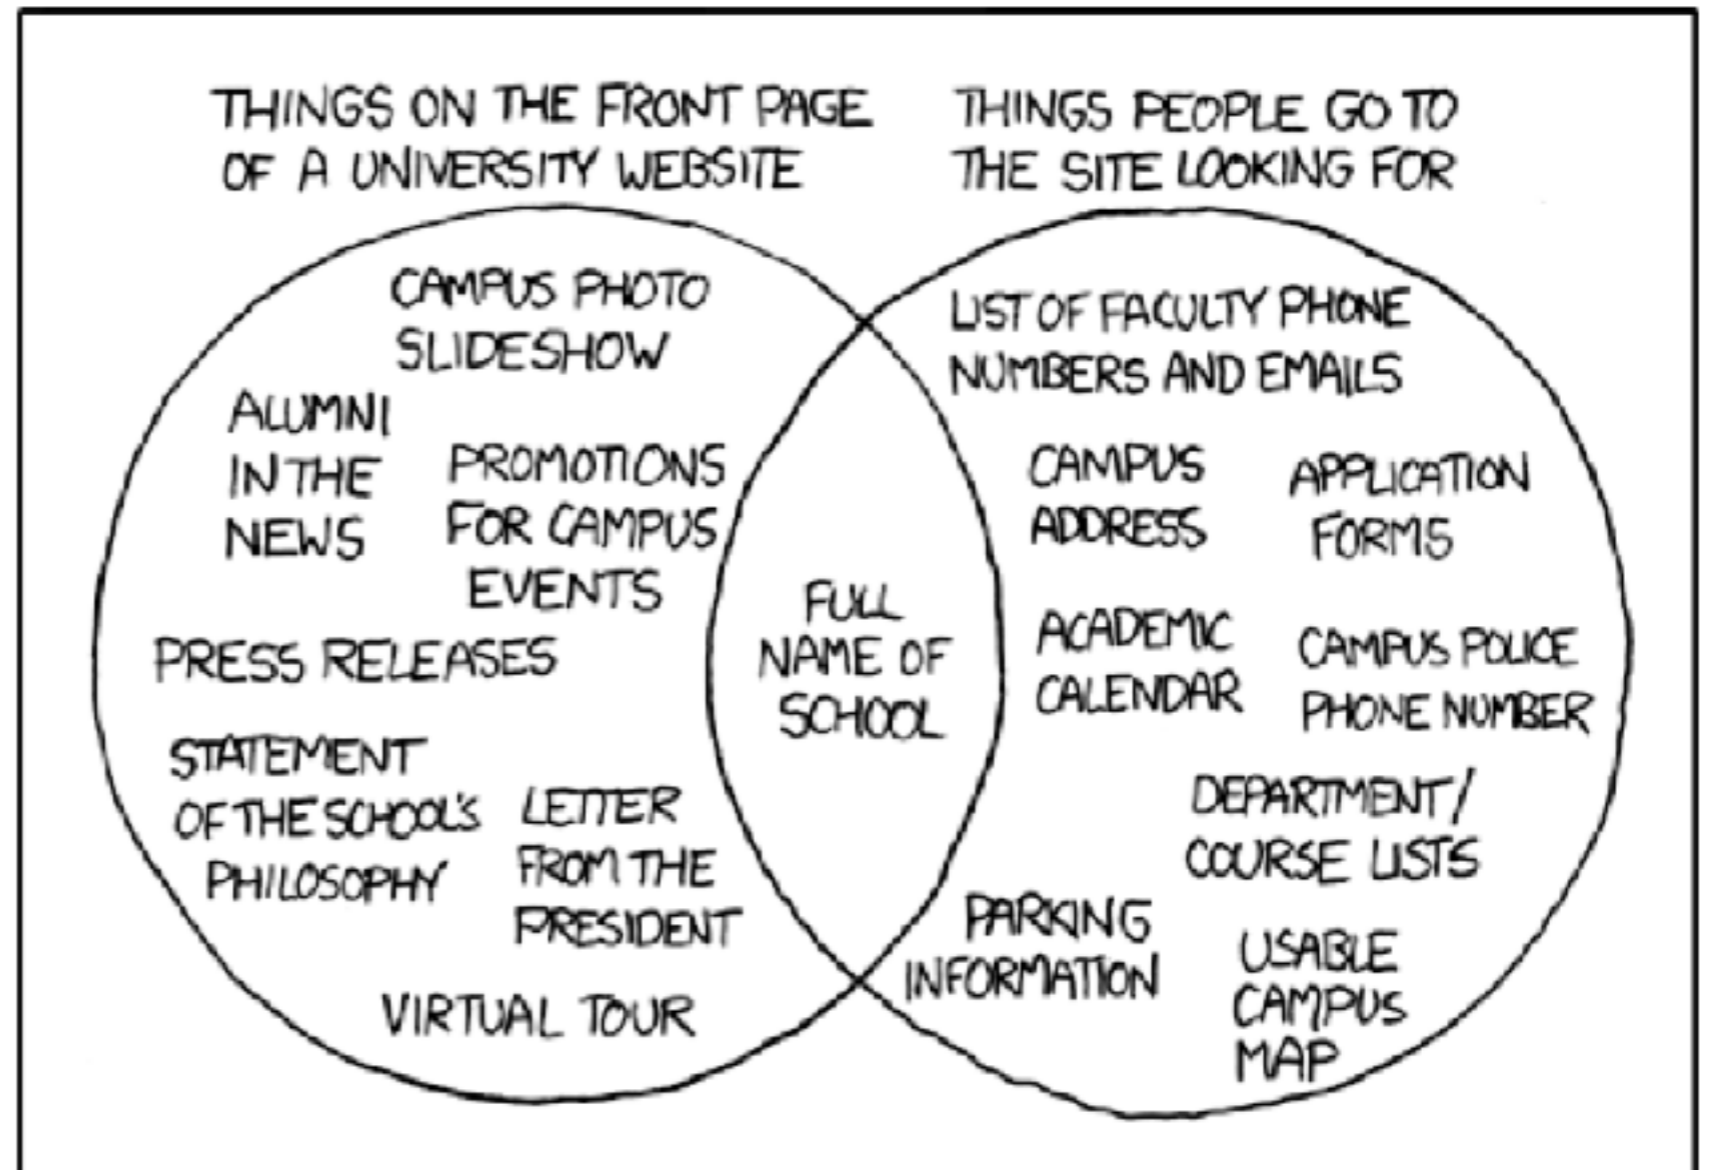 THINGS ON THE FRONT PAGE
OF A UNIVERSITY WEBSITE
THINGS PEOPLE GO TO
THE SITE LOOKING FOR
CAMPUS PHOTO
SLIDESHOW
ALUMNI
IN THE
NEWS
PROMOTIONS
FOR CAMPUS
EVENTS
PRESS RELEASES
STATEMENT
OF THE SCHOOL'S
PHILOSOPHY
LETTER
FROM THE
PRESIDENT
VIRTUAL TOUR
FULL
NAME OF
SCHOOL
LIST OF FACULTY PHONE
NUMBERS AND EMAILS
CAMPUS
ADDRESS
APPLICATION
FORMS
ACADEMIC
CALENDAR
CAMPUS POLICE
PHONE NUMBER
DEPARTMENT/
COURSE LISTS
PARKING
INFORMATION
USABLE
CAMPUS
MAP